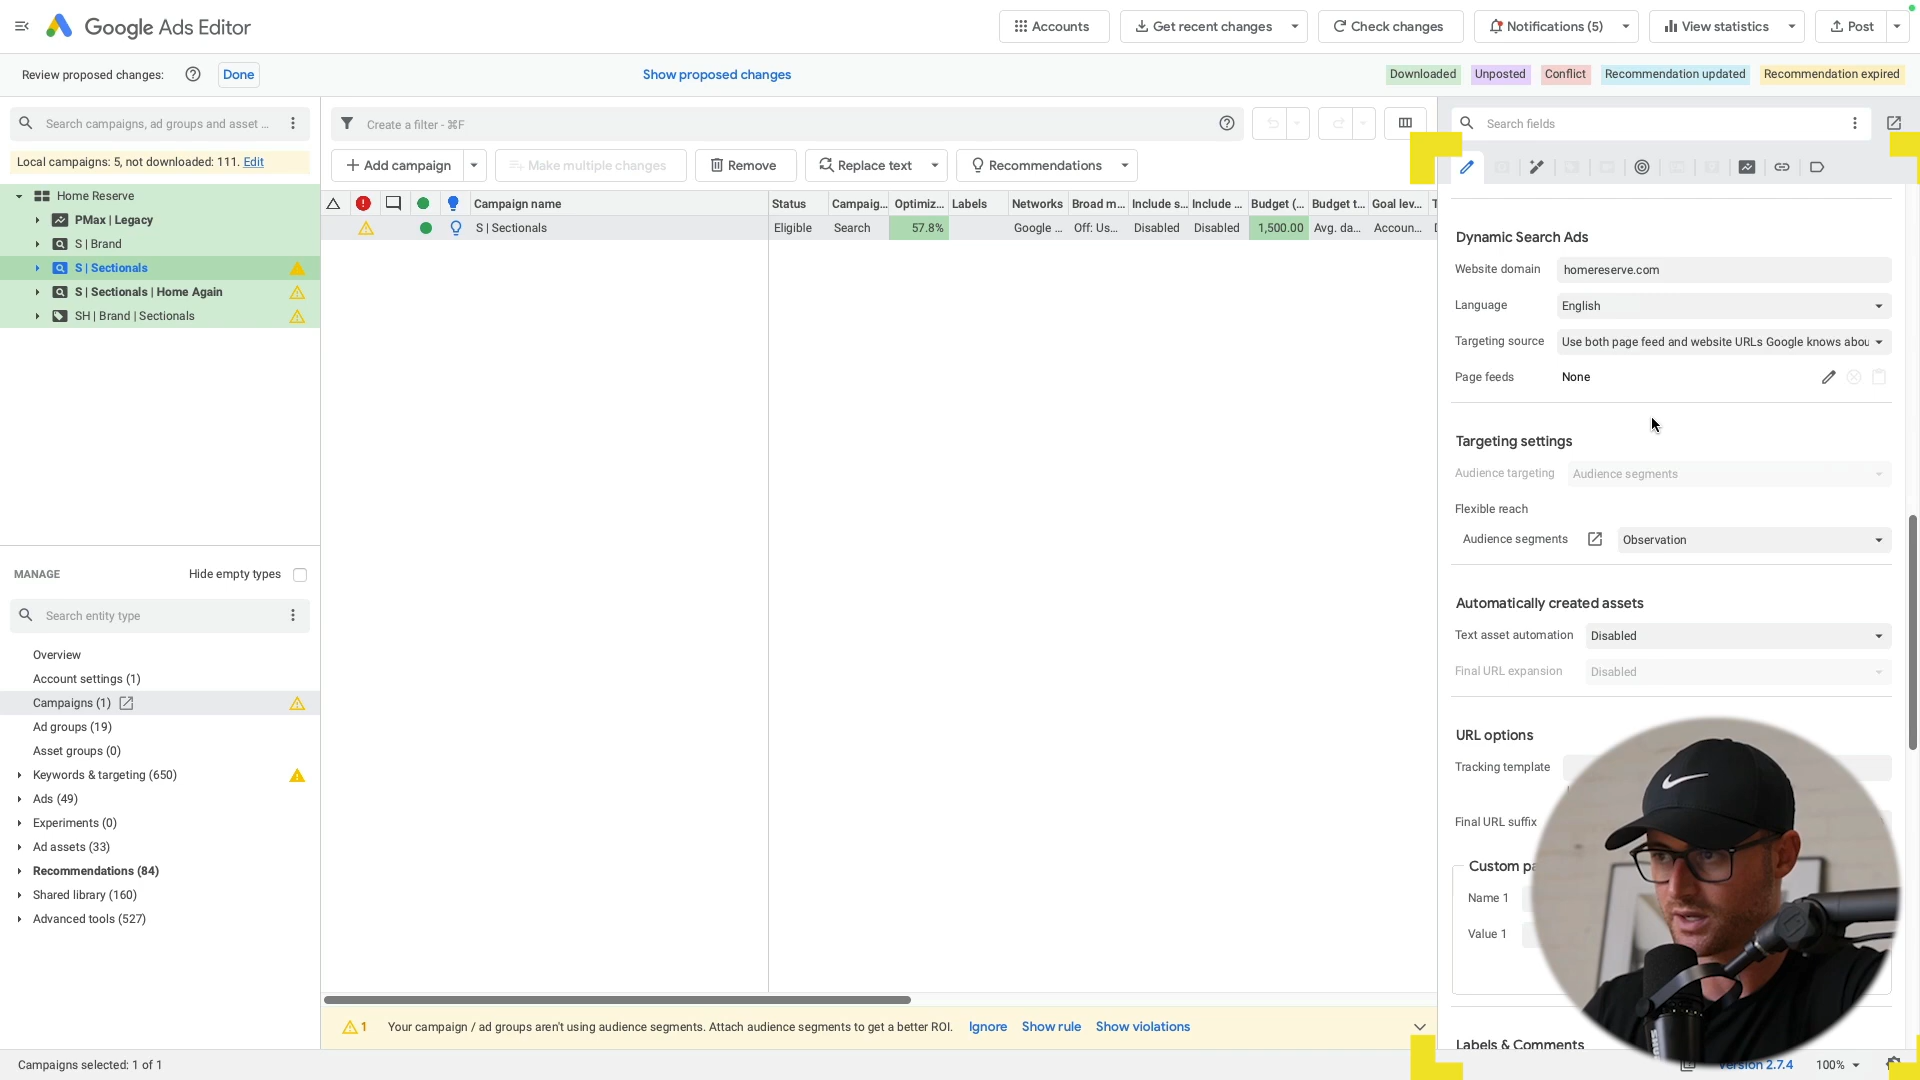 Google Ads Editor
Accounts
Get recent changes
Check changes
Notifications (5)
View statistics
Post
Review proposed changes:
Done
Show proposed changes
Downloaded
Unposted
Conflict
Recommendation updated
Recommendation expired
Search campaigns, ad groups and asset ...
Create a filter - ⌘F
Search fields
Local campaigns: 5, not downloaded: 111. Edit
Add campaign
Make multiple changes
Remove
Replace text
Recommendations
Home Reserve
PMax | Legacy
S | Brand
S | Sectionals
S | Sectionals | Home Again
SH | Brand | Sectionals
Campaign name
Status
Campaig...
Optimiz...
Labels
Networks
Broad m...
Include s...
Include ...
Budget (...
Budget t...
Goal lev...
S | Sectionals
Eligible
Search
57.8%
Google ...
Off: Us...
Disabled
Disabled
1,500.00
Avg. da...
Accoun...
Dynamic Search Ads
Website domain
homereserve.com
Language
English
Targeting source
Use both page feed and website URLs Google knows abou
Page feeds
None
Targeting settings
Audience targeting
Audience segments
Flexible reach
Audience segments
Observation
Automatically created assets
Text asset automation
Disabled
Final URL expansion
Disabled
URL options
Tracking template
Final URL suffix
Custom pa
Name 1
Value 1
Labels & Comments
MANAGE
Hide empty types
Search entity type
Overview
Account settings (1)
Campaigns (1)
Ad groups (19)
Asset groups (0)
Keywords & targeting (650)
Ads (49)
Experiments (0)
Ad assets (33)
Recommendations (84)
Shared library (160)
Advanced tools (527)
1
Your campaign / ad groups aren't using audience segments. Attach audience segments to get a better ROI.
Ignore
Show rule
Show violations
Campaigns selected: 1 of 1
Version 2.7.4
100%